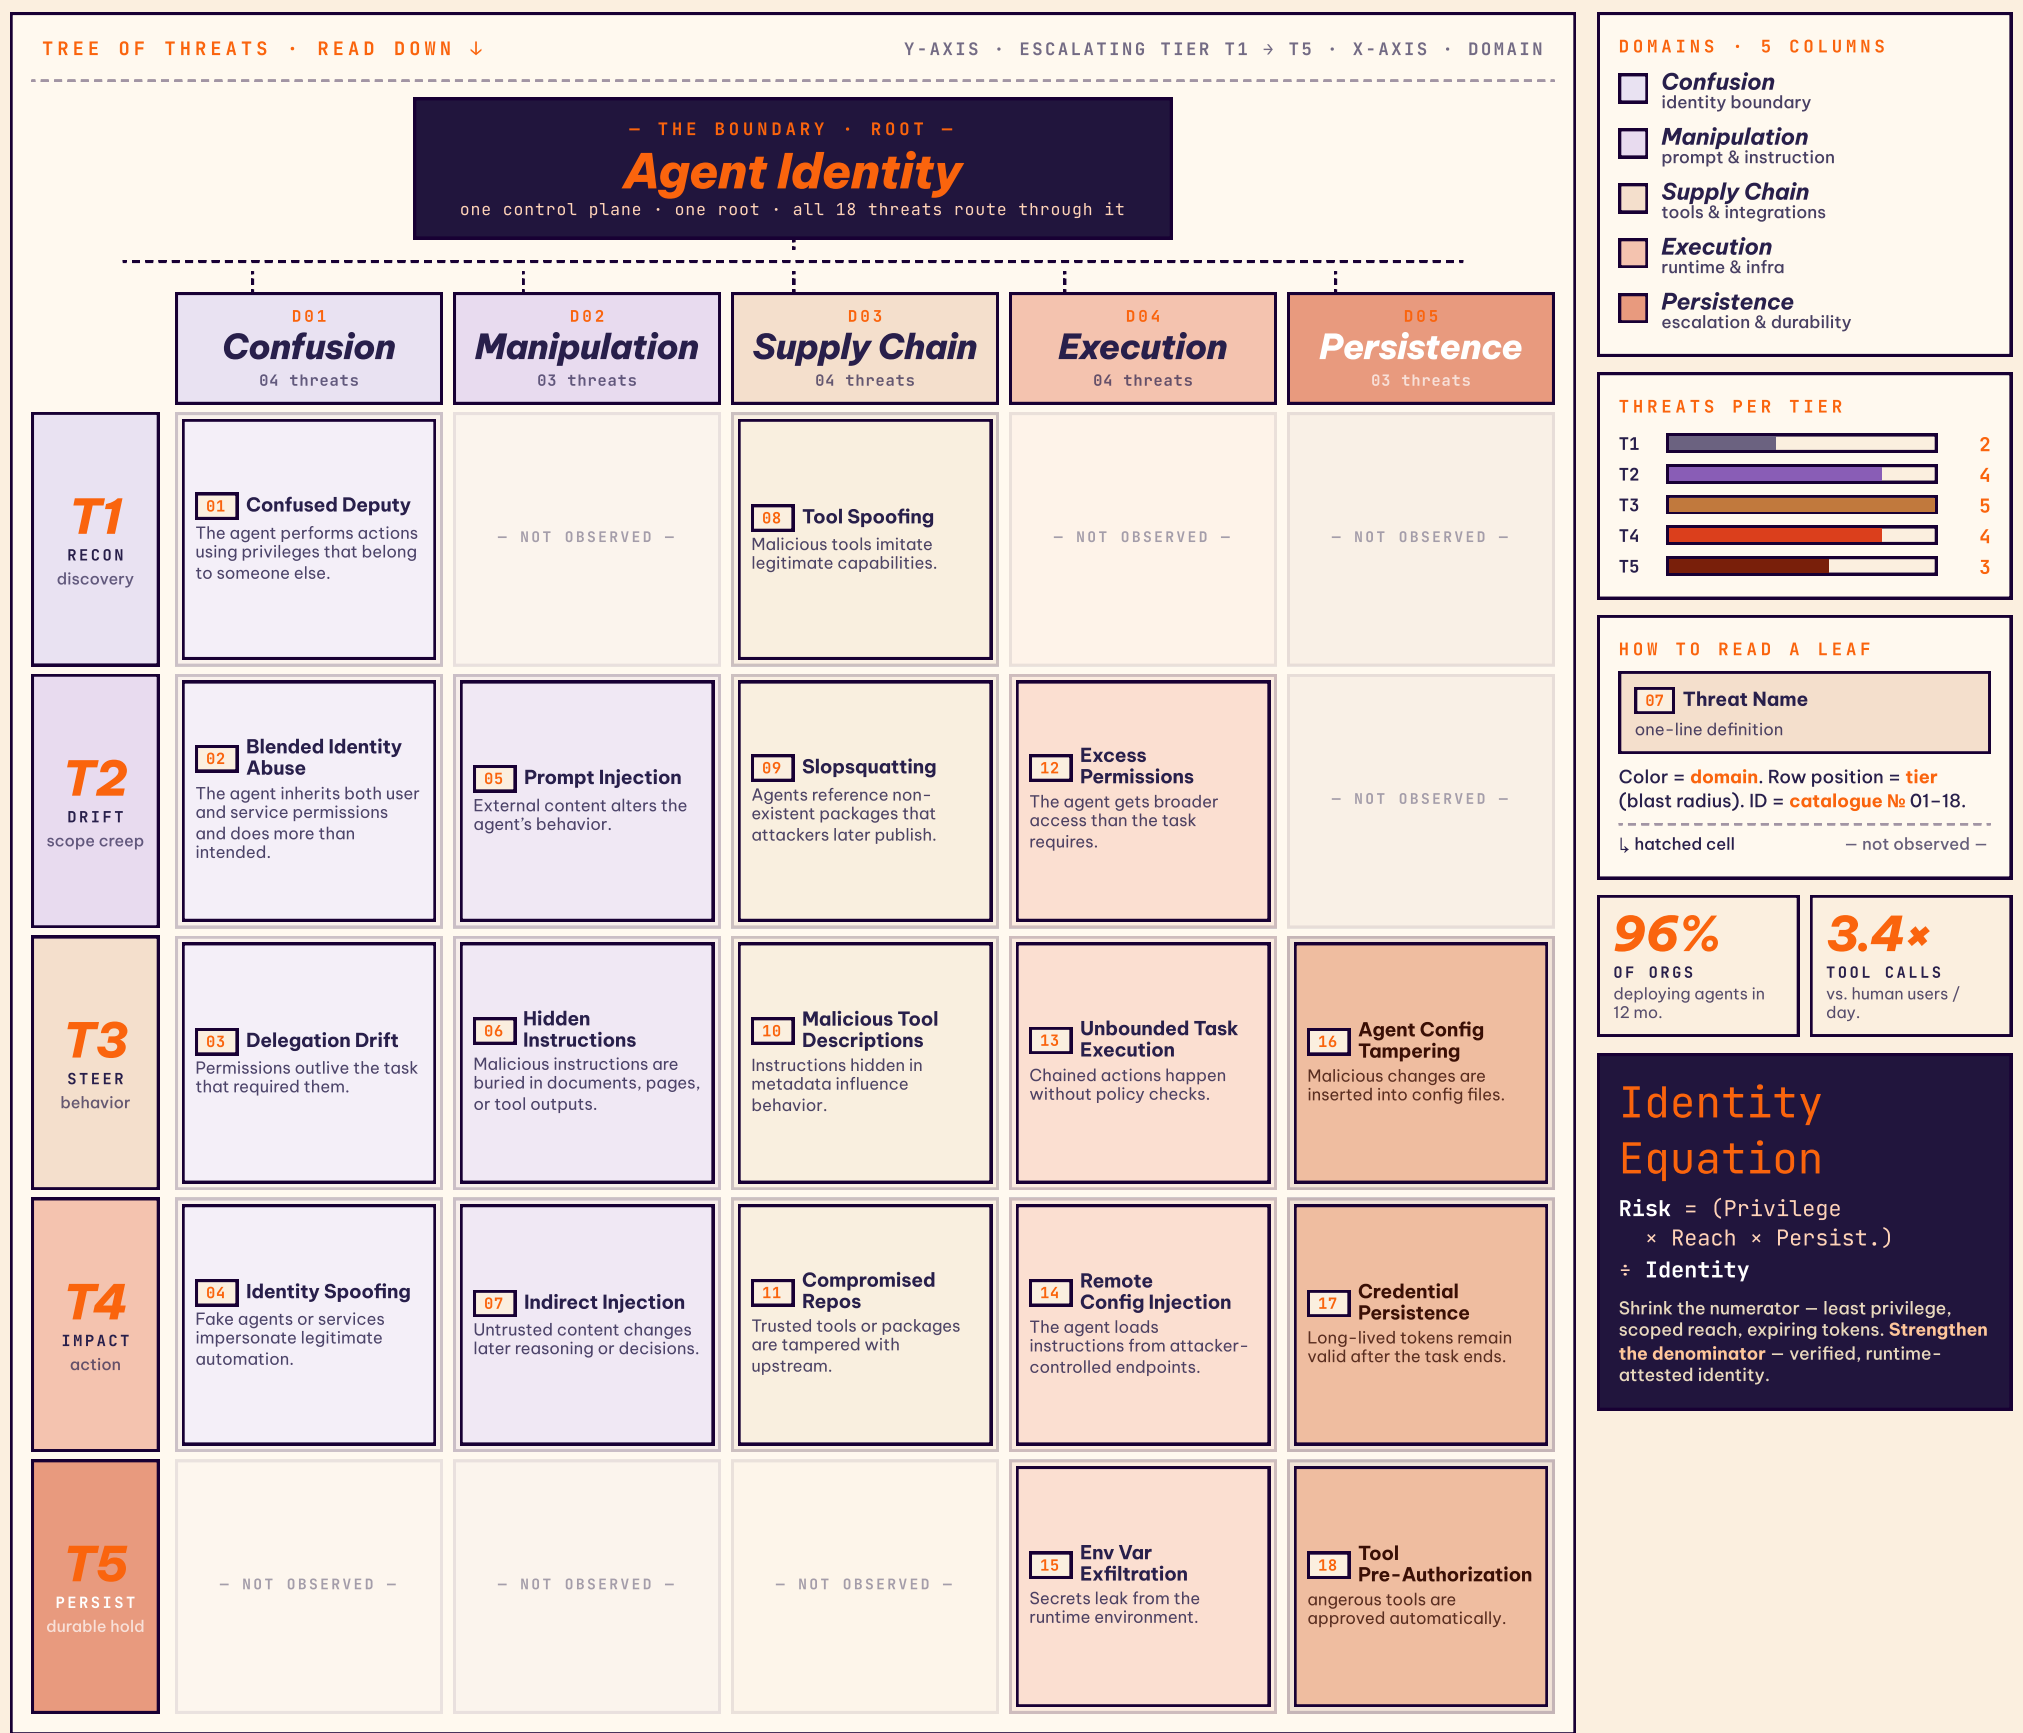 TREE OF THREATS · READ DOWN ↓
Y-AXIS · ESCALATING TIER T1 → T5 · X-AXIS · DOMAIN
— THE BOUNDARY · ROOT —
Agent Identity
one control plane · one root · all 18 threats route through it
D01
Confusion
04 threats
D02
Manipulation
03 threats
D03
Supply Chain
04 threats
D04
Execution
04 threats
D05
Persistence
03 threats
T1
RECON
discovery
01 Confused Deputy
The agent performs actions
using privileges that belong
to someone else.
— NOT OBSERVED —
08 Tool Spoofing
Malicious tools imitate
legitimate capabilities.
— NOT OBSERVED —
— NOT OBSERVED —
T2
DRIFT
scope creep
02 Blended Identity
Abuse
The agent inherits both user
and service permissions
and does more than
intended.
05 Prompt Injection
External content alters the
agent’s behavior.
09 Slopsquatting
Agents reference non-
existent packages that
attackers later publish.
12 Excess
Permissions
The agent gets broader
access than the task
requires.
— NOT OBSERVED —
T3
STEER
behavior
03 Delegation Drift
Permissions outlive the task
that required them.
06 Hidden
Instructions
Malicious instructions are
buried in documents, pages,
or tool outputs.
10 Malicious Tool
Descriptions
Instructions hidden in
metadata influence
behavior.
13 Unbounded Task
Execution
Chained actions happen
without policy checks.
16 Agent Config
Tampering
Malicious changes are
inserted into config files.
T4
IMPACT
action
04 Identity Spoofing
Fake agents or services
impersonate legitimate
automation.
07 Indirect Injection
Untrusted content changes
later reasoning or decisions.
11 Compromised
Repos
Trusted tools or packages
are tampered with
upstream.
14 Remote
Config Injection
The agent loads
instructions from attacker-
controlled endpoints.
17 Credential
Persistence
Long-lived tokens remain
valid after the task ends.
T5
PERSIST
durable hold
— NOT OBSERVED —
— NOT OBSERVED —
— NOT OBSERVED —
15 Env Var
Exfiltration
Secrets leak from the
runtime environment.
18 Tool
Pre-Authorization
angerous tools are
approved automatically.
DOMAINS · 5 COLUMNS
Confusion
identity boundary
Manipulation
prompt & instruction
Supply Chain
tools & integrations
Execution
runtime & infra
Persistence
escalation & durability
THREATS PER TIER
T1 2
T2 4
T3 5
T4 4
T5 3
HOW TO READ A LEAF
07 Threat Name
one-line definition
Color = domain. Row position = tier
(blast radius). ID = catalogue № 01–18.
↳ hatched cell — not observed —
96%
OF ORGS
deploying agents in
12 mo.
3.4×
TOOL CALLS
vs. human users /
day.
Identity
Equation
Risk = (Privilege
× Reach × Persist.)
÷ Identity
Shrink the numerator — least privilege,
scoped reach, expiring tokens. Strengthen
the denominator — verified, runtime-
attested identity.